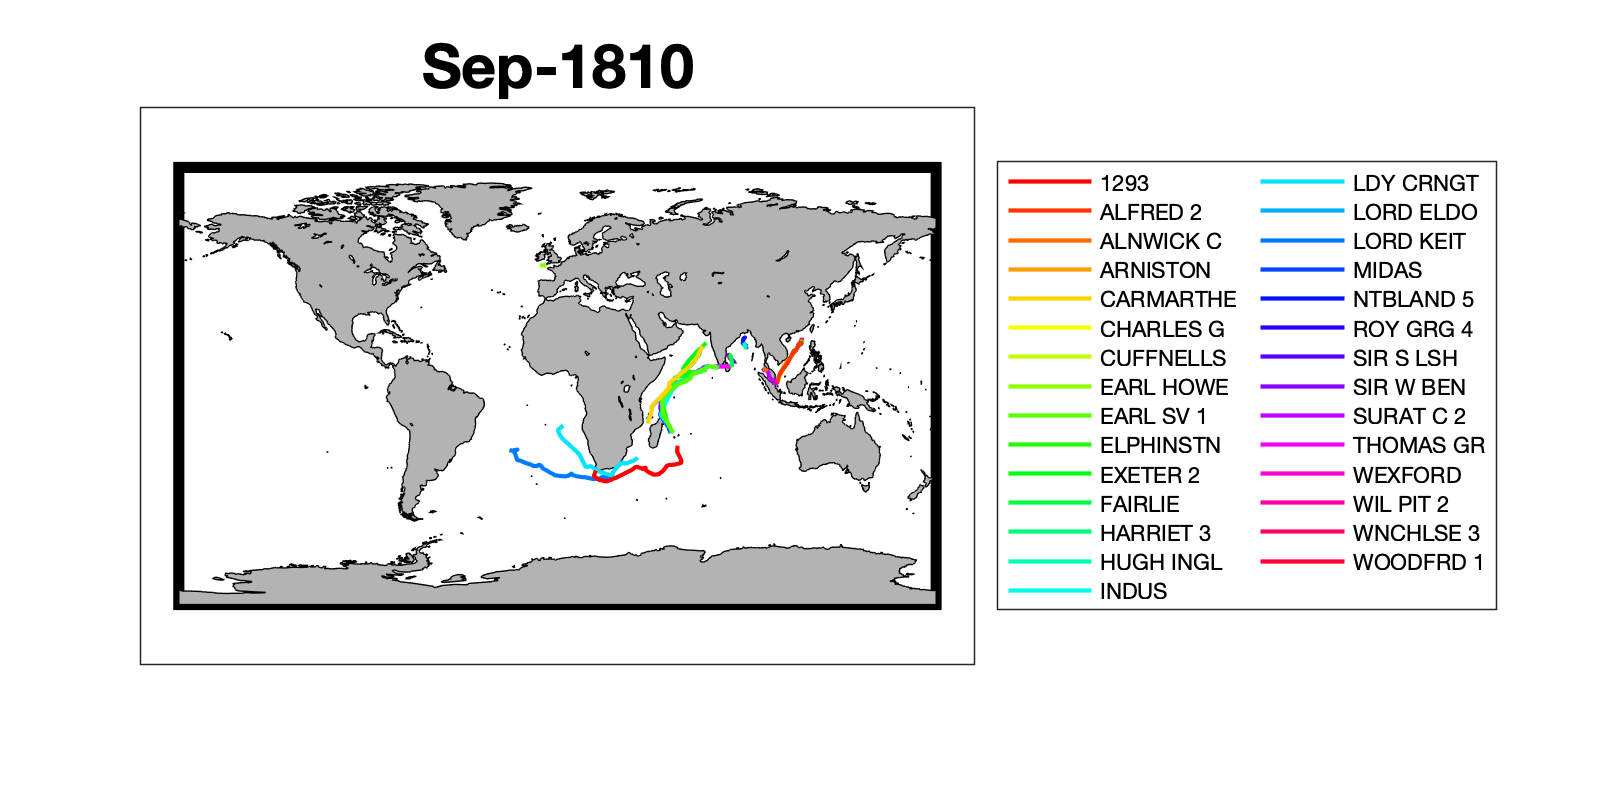 Sep-1810
1293
ALFRED 2
ALNWICK C
ARNISTON
CARMARTHE
CHARLES G
CUFFNELLS
EARL HOWE
EARL SV 1
ELPHINSTN
EXETER 2
FAIRLIE
HARRIET 3
HUGH INGL
INDUS
LDY CRNGT
LORD ELDO
LORD KEIT
MIDAS
NTBLAND 5
ROY GRG 4
SIR S LSH
SIR W BEN
SURAT C 2
THOMAS GR
WEXFORD
WIL PIT 2
WNCHLSE 3
WOODFRD 1